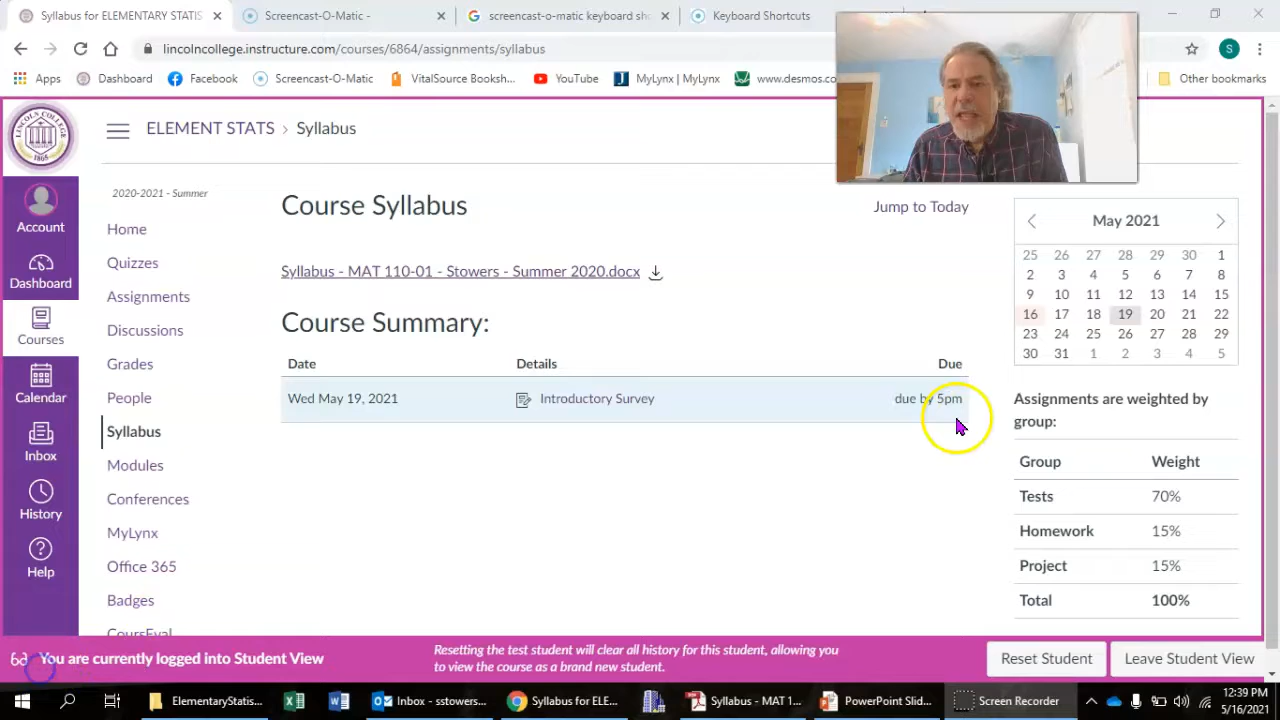 Syllabus for ELEMENTARY STATIS
Screencast-O-Matic -
screencast-o-matic keyboard sho
Keyboard Shortcuts
lincolncollege.instructure.com/courses/6864/assignments/syllabus
S
Apps
Dashboard
Facebook
Screencast-O-Matic
VitalSource Booksh...
YouTube
MyLynx | MyLynx
www.desmos.co
Other bookmarks
LINCOLN COLLEGE
1865
ELEMENT STATS > Syllabus
Account
Dashboard
Courses
Calendar
Inbox
History
Help
2020-2021 - Summer
Home
Quizzes
Assignments
Discussions
Grades
People
Syllabus
Modules
Conferences
MyLynx
Office 365
Badges
CoursEval
Course Syllabus
Jump to Today
Syllabus - MAT 110-01 - Stowers - Summer 2020.docx
Course Summary:
Date Details Due
Wed May 19, 2021 Introductory Survey due by 5pm
May 2021
25 26 27 28 29 30 1
2 3 4 5 6 7 8
9 10 11 12 13 14 15
16 17 18 19 20 21 22
23 24 25 26 27 28 29
30 31 1 2 3 4 5
Assignments are weighted by
group:
Group Weight
Tests 70%
Homework 15%
Project 15%
Total 100%
You are currently logged into Student View
Resetting the test student will clear all history for this student, allowing you
to view the course as a brand new student.
Reset Student
Leave Student View
ElementaryStatis...
Inbox - sstowers...
Syllabus for ELE...
Syllabus - MAT 1...
PowerPoint Slid...
Screen Recorder
12:39 PM
5/16/2021